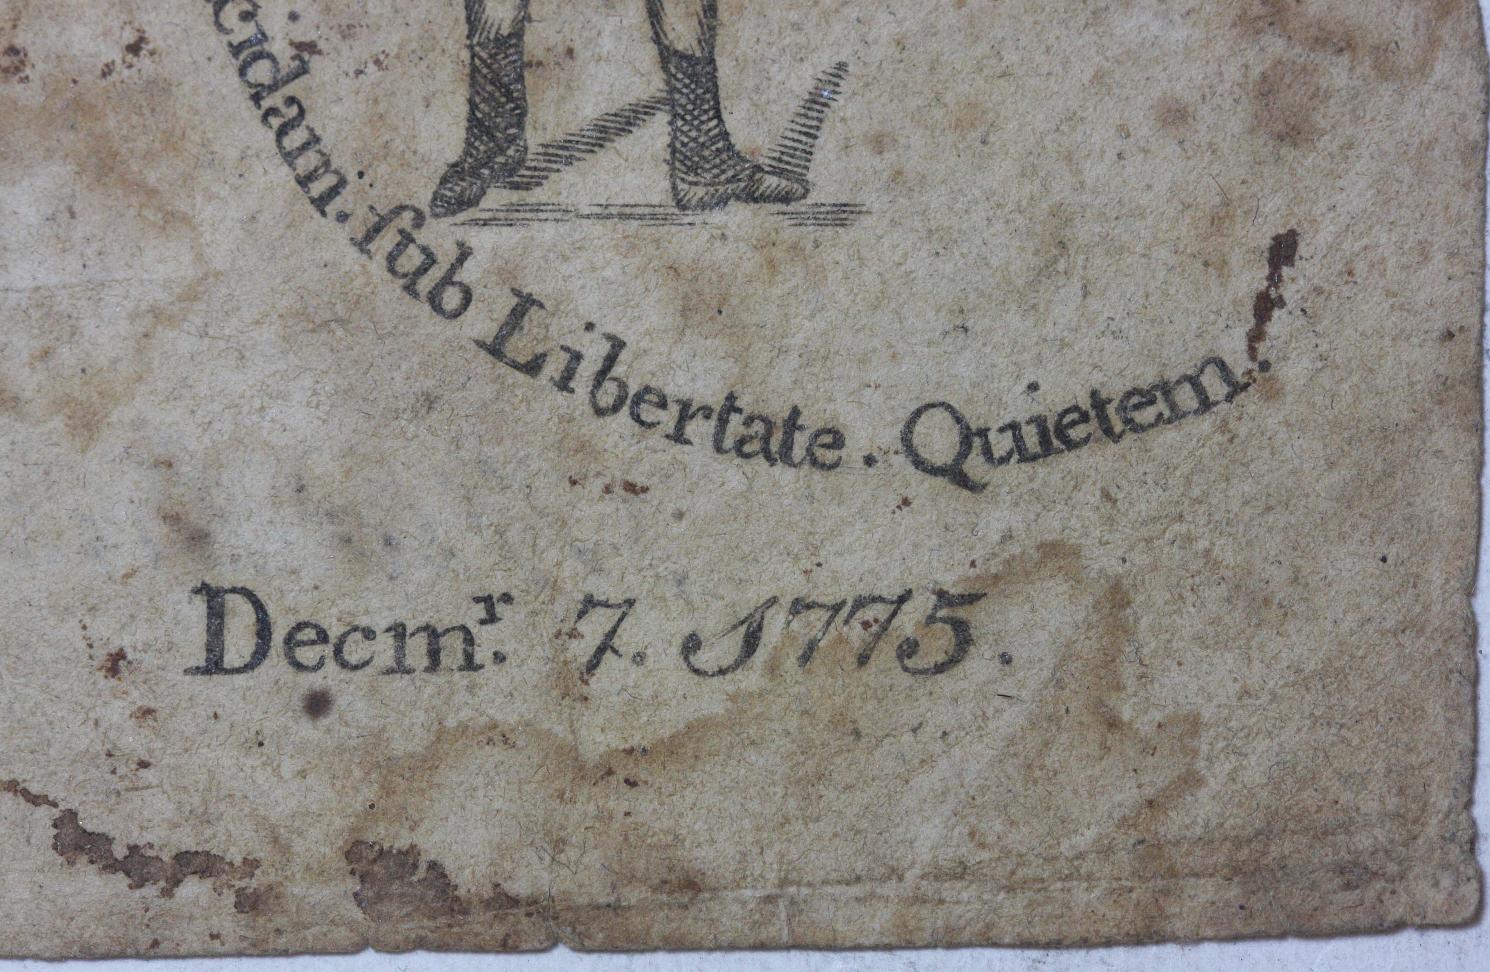 cidam. ſub Libertate. Quietem.
Decmʳ. 7. 1775.